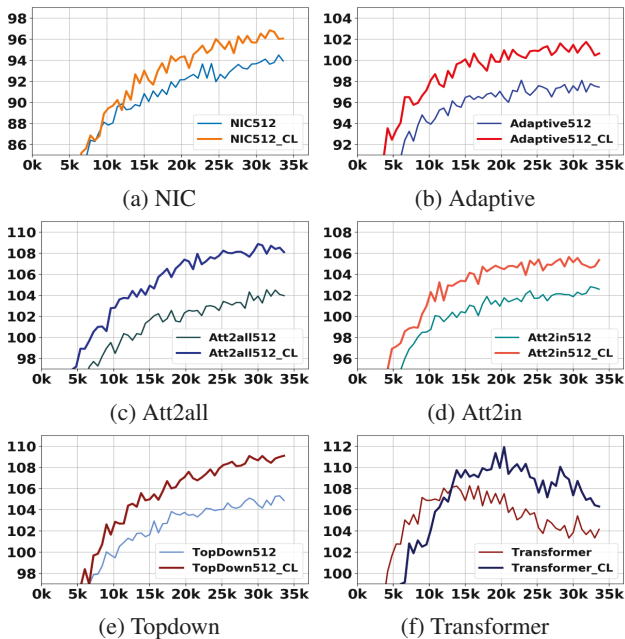 98
96
94
92
90
88
86
NIC512
NIC512_CL
0k 5k 10k 15k 20k 25k 30k 35k
(a) NIC
104
102
100
98
96
94
92
Adaptive512
Adaptive512_CL
0k 5k 10k 15k 20k 25k 30k 35k
(b) Adaptive
110
108
106
104
102
100
98
Att2all512
Att2all512_CL
0k 5k 10k 15k 20k 25k 30k 35k
(c) Att2all
108
106
104
102
100
98
96
Att2in512
Att2in512_CL
0k 5k 10k 15k 20k 25k 30k 35k
(d) Att2in
110
108
106
104
102
100
98
TopDown512
TopDown512_CL
0k 5k 10k 15k 20k 25k 30k 35k
(e) Topdown
112
110
108
106
104
102
100
Transformer
Transformer_CL
0k 5k 10k 15k 20k 25k 30k 35k
(f) Transformer